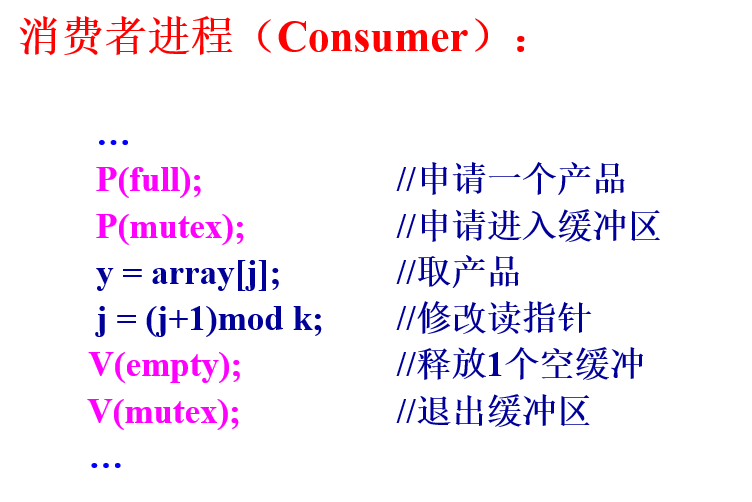 消费者进程（Consumer）：
…
P(full); //申请一个产品
P(mutex); //申请进入缓冲区
y = array[j]; //取产品
j = (j+1)mod k; //修改读指针
V(empty); //释放1个空缓冲
V(mutex); //退出缓冲区
…